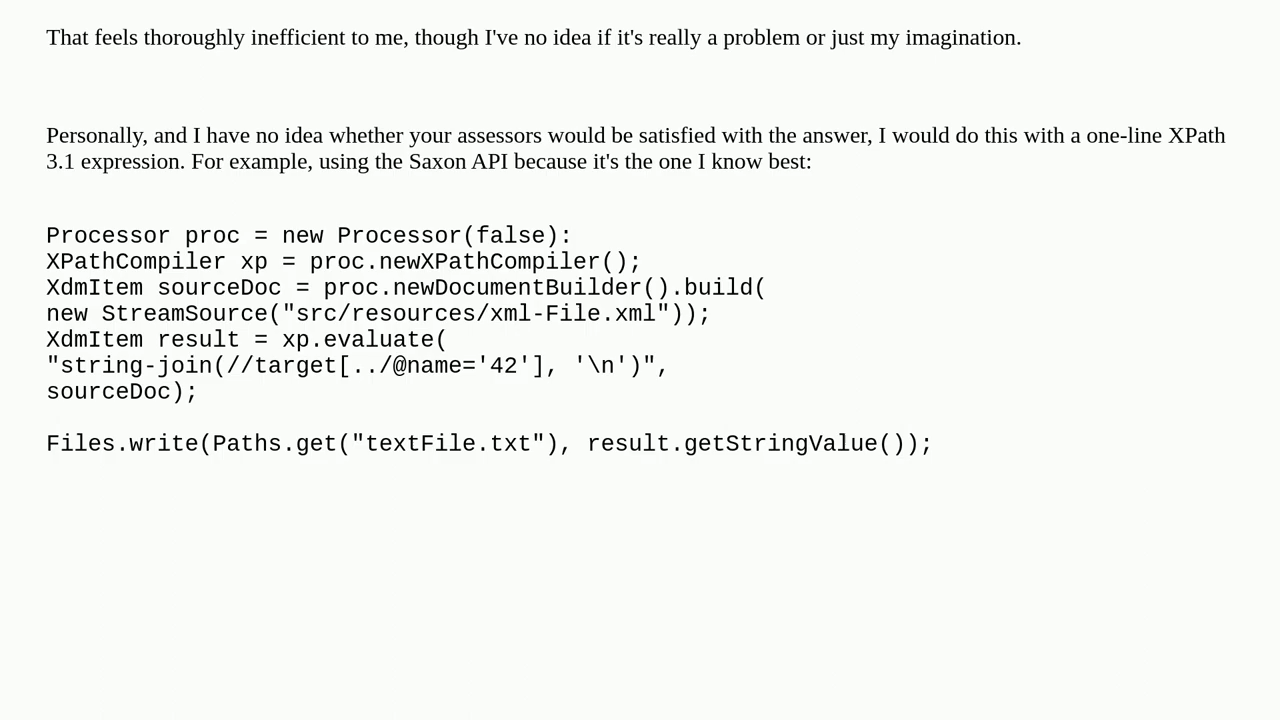 That feels thoroughly inefficient to me, though I've no idea if it's really a problem or just my imagination.
Personally, and I have no idea whether your assessors would be satisfied with the answer, I would do this with a one-line XPath
3.1 expression. For example, using the Saxon API because it's the one I know best:
Processor proc = new Processor(false):
XPathCompiler xp = proc.newXPathCompiler();
XdmItem sourceDoc = proc.newDocumentBuilder().build(
new StreamSource("src/resources/xml-File.xml"));
XdmItem result = xp.evaluate(
"string-join(//target[../@name='42'], '\n')",
sourceDoc);
Files.write(Paths.get("textFile.txt"), result.getStringValue());